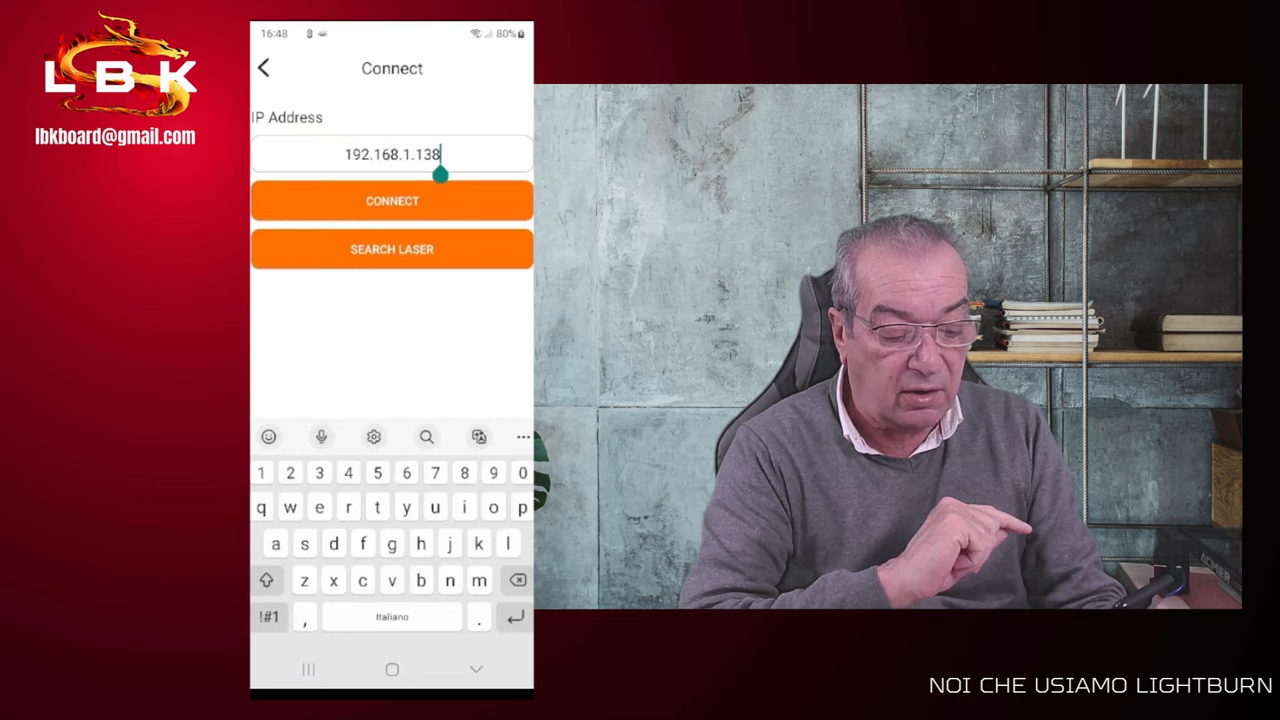 LBK
lbkboard@gmail.com
16:48
80%
Connect
IP Address
192.168.1.138
CONNECT
SEARCH LASER
1 2 3 4 5 6 7 8 9 0
q w e r t y u i o p
a s d f g h j k l
z x c v b n m
!#1 , Italiano .
NOI CHE USIAMO LIGHTBURN